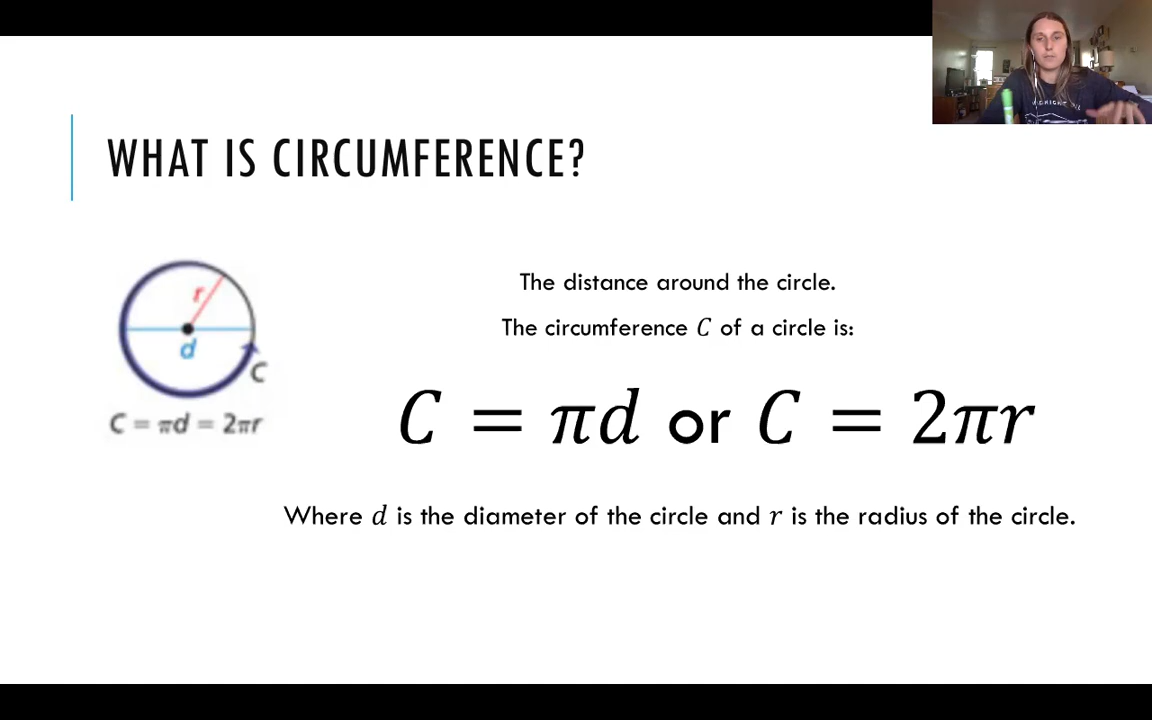 WHAT IS CIRCUMFERENCE?
r
d
C
C = πd = 2πr
The distance around the circle.
The circumference C of a circle is:
C = πd or C = 2πr
Where d is the diameter of the circle and r is the radius of the circle.